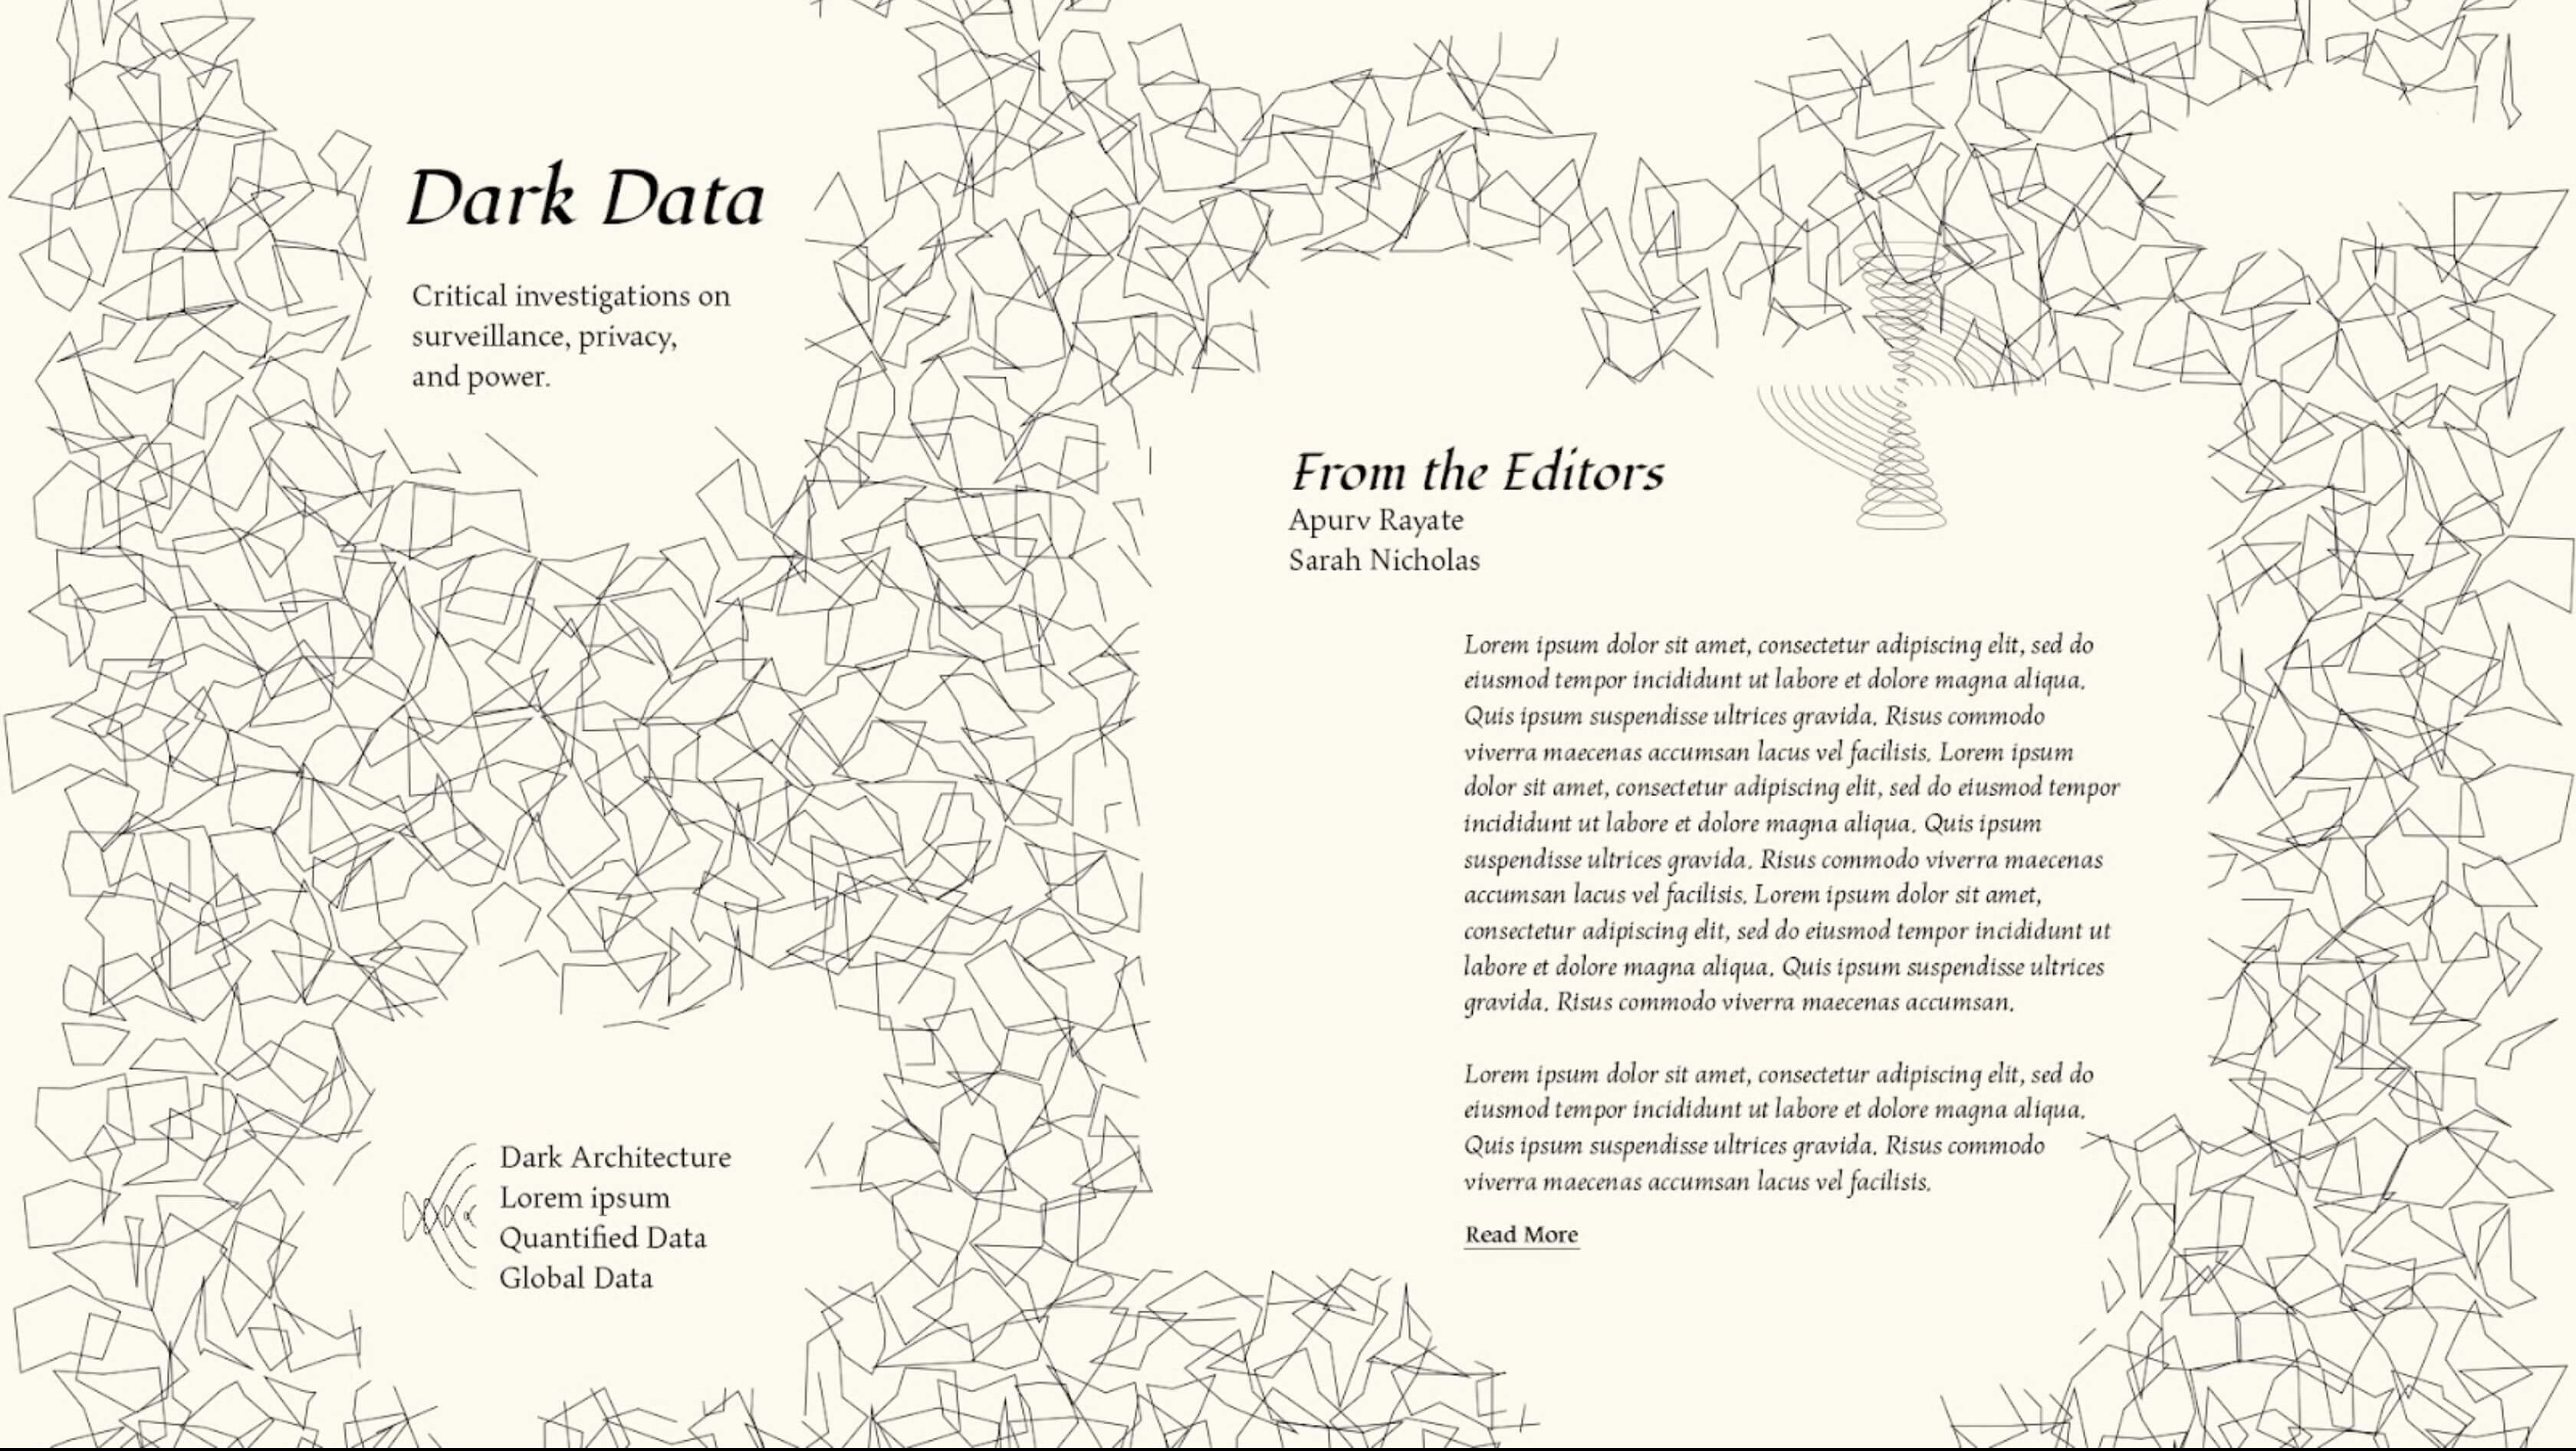 Dark Data
Critical investigations on
surveillance, privacy,
and power.
Dark Architecture
Lorem ipsum
Quantified Data
Global Data
From the Editors
Apurv Rayate
Sarah Nicholas
Lorem ipsum dolor sit amet, consectetur adipiscing elit, sed do
eiusmod tempor incididunt ut labore et dolore magna aliqua.
Quis ipsum suspendisse ultrices gravida. Risus commodo
viverra maecenas accumsan lacus vel facilisis. Lorem ipsum
dolor sit amet, consectetur adipiscing elit, sed do eiusmod tempor
incididunt ut labore et dolore magna aliqua. Quis ipsum
suspendisse ultrices gravida. Risus commodo viverra maecenas
accumsan lacus vel facilisis. Lorem ipsum dolor sit amet,
consectetur adipiscing elit, sed do eiusmod tempor incididunt ut
labore et dolore magna aliqua. Quis ipsum suspendisse ultrices
gravida. Risus commodo viverra maecenas accumsan.
Lorem ipsum dolor sit amet, consectetur adipiscing elit, sed do
eiusmod tempor incididunt ut labore et dolore magna aliqua.
Quis ipsum suspendisse ultrices gravida. Risus commodo
viverra maecenas accumsan lacus vel facilisis.
Read More